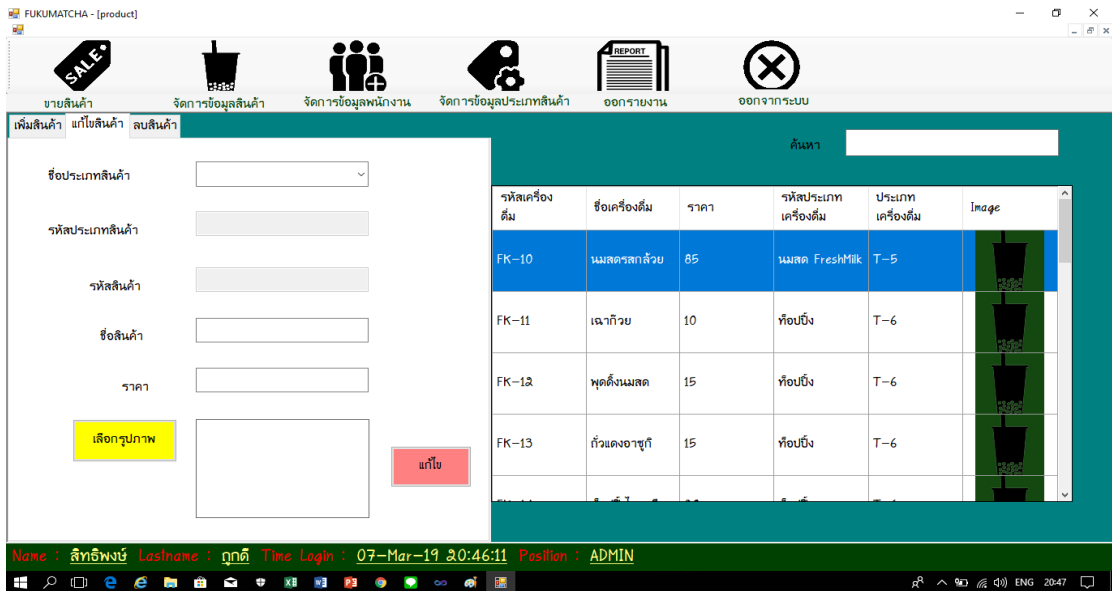 FUKUMATCHA - [product]
SALE
REPORT
ขายสินค้า จัดการข้อมูลสินค้า จัดการข้อมูลพนักงาน จัดการข้อมูลประเภทสินค้า ออกรายงาน ออกจากระบบ
เพิ่มสินค้า แก้ไขสินค้า ลบสินค้า
ค้นหา
ชื่อประเภทสินค้า
รหัสประเภทสินค้า
รหัสสินค้า
ชื่อสินค้า
ราคา
เลือกรูปภาพ
แก้ไข
รหัสเครื่องดื่ม ชื่อเครื่องดื่ม ราคา รหัสประเภทเครื่องดื่ม ประเภทเครื่องดื่ม Image
FK-10 นมสดรสกล้วย 85 นมสด FreshMilk T-5
FK-11 เฉาก๊วย 10 ท็อปปิ้ง T-6
FK-12 พุดดิ้งนมสด 15 ท็อปปิ้ง T-6
FK-13 ถั่วแดงอาซูกิ 15 ท็อปปิ้ง T-6
Name : สิทธิพงษ์ Lastname : ถูกดี Time Login : 07-Mar-19 20:46:11 Position : ADMIN
ENG 20:47